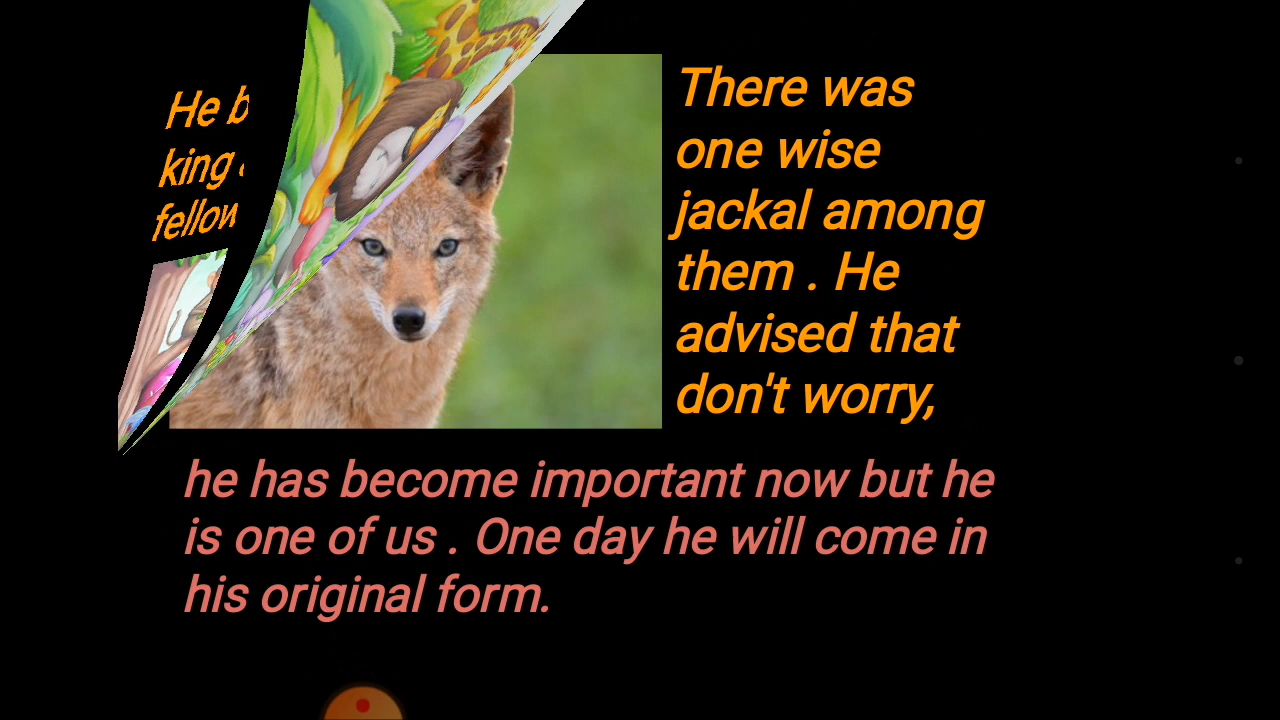 He
king
fellow
There was
one wise
jackal among
them . He
advised that
don't worry,
he has become important now but he
is one of us . One day he will come in
his original form.